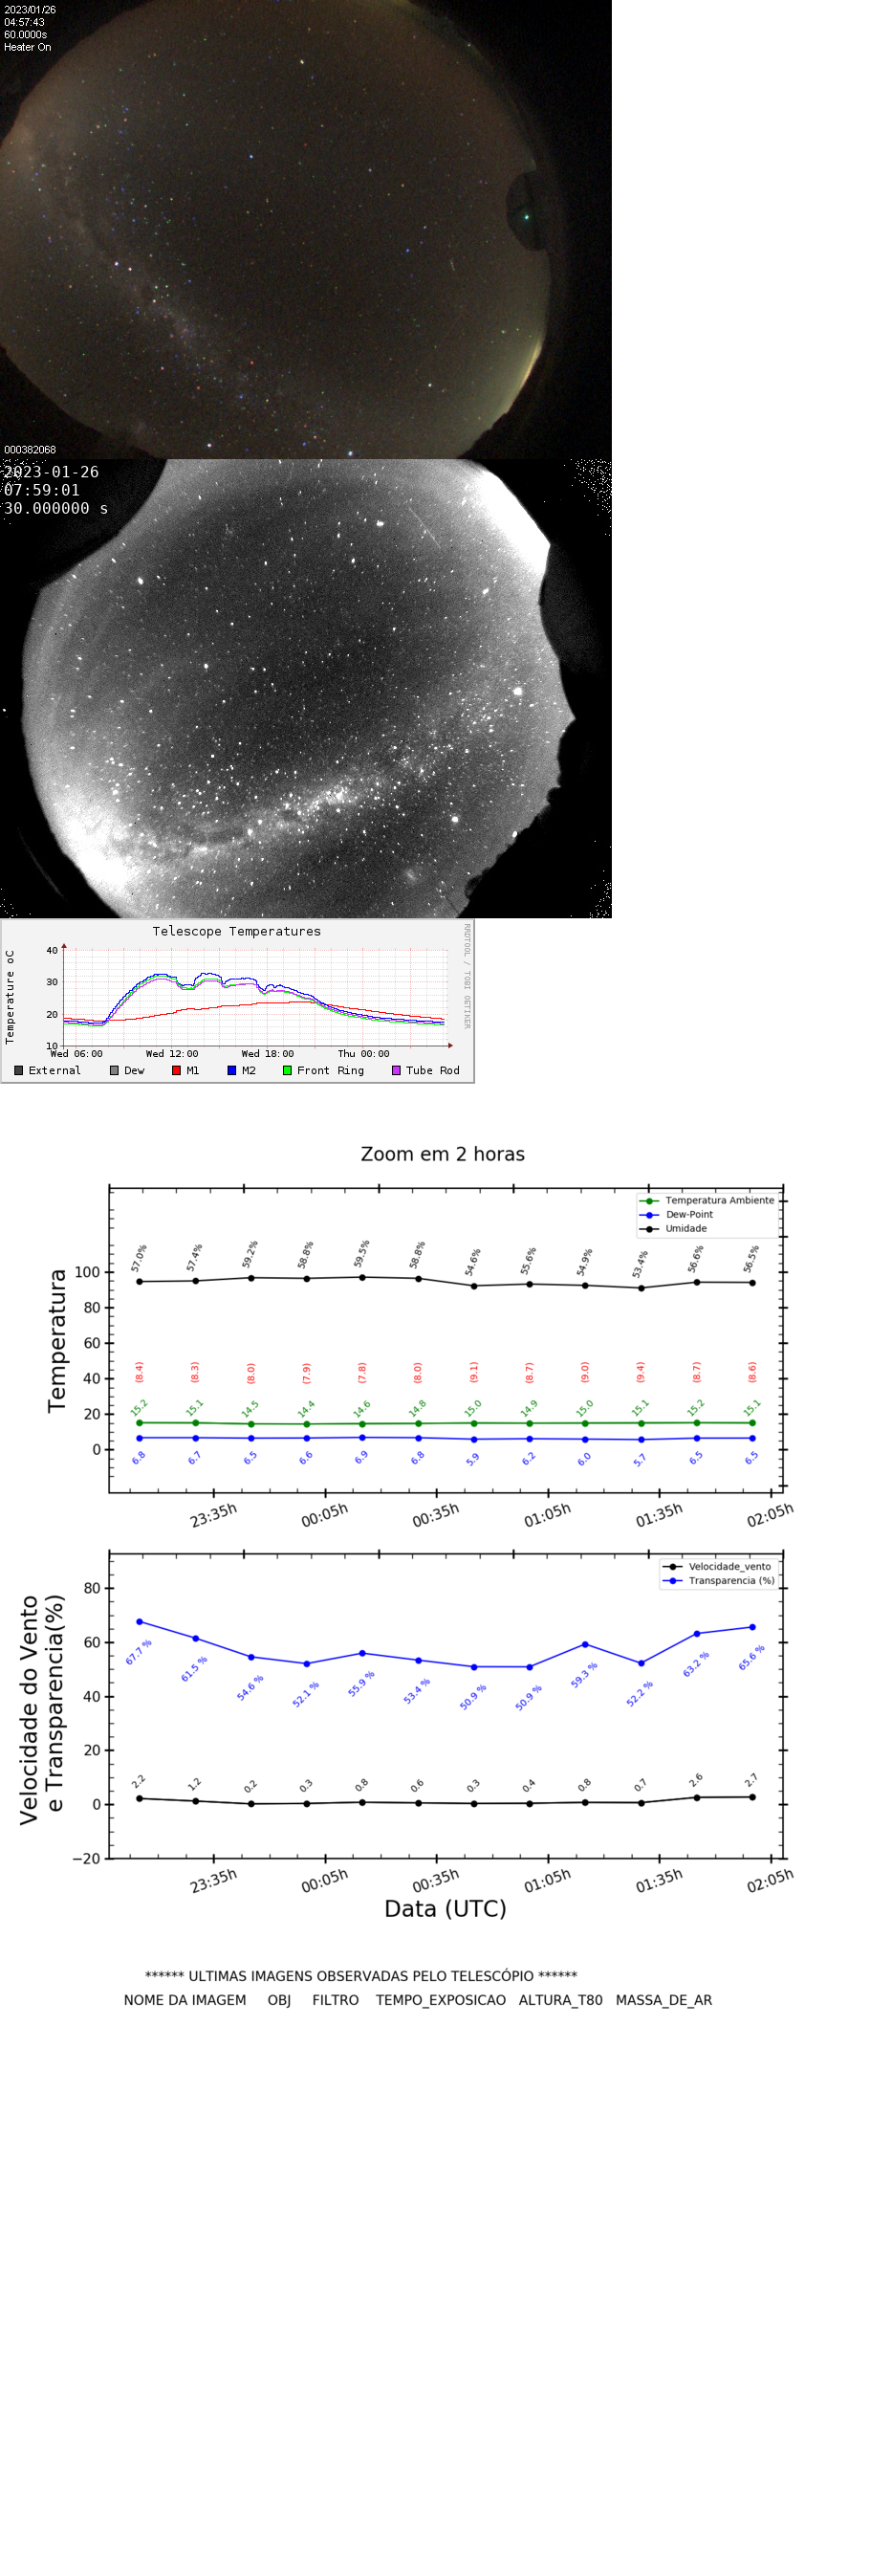 2023/01/26
04:57:43
60.0000s
Heater On
000382068
2023-01-26
07:59:01
30.000000 s
Telescope Temperatures
RRDTOOL / TOBI OETIKER
Temperature oC
40
30
20
10
Wed 06:00 Wed 12:00 Wed 18:00 Thu 00:00
External Dew M1 M2 Front Ring Tube Rod
Zoom em 2 horas
Temperatura Ambiente
Dew-Point
Umidade
Temperatura
100
80
60
40
20
0
57.0% 57.4% 59.2% 58.8% 59.5% 58.8% 54.6% 55.6% 54.9% 53.4% 56.6% 56.5%
(8.4) (8.3) (8.0) (7.9) (7.8) (8.0) (9.1) (8.7) (9.0) (9.4) (8.7) (8.6)
15.2 15.1 14.5 14.4 14.6 14.8 15.0 14.9 15.0 15.1 15.2 15.1
6.8 6.7 6.5 6.6 6.9 6.8 5.9 6.2 6.0 5.7 6.5 6.5
23:35h 00:05h 00:35h 01:05h 01:35h 02:05h
Velocidade_vento
Transparencia (%)
Velocidade do Vento
e Transparencia(%)
80
60
40
20
0
−20
67.7 % 61.5 % 54.6 % 52.1 % 55.9 % 53.4 % 50.9 % 50.9 % 59.3 % 52.2 % 63.2 % 65.6 %
2.2 1.2 0.2 0.3 0.8 0.6 0.3 0.4 0.8 0.7 2.6 2.7
23:35h 00:05h 00:35h 01:05h 01:35h 02:05h
Data (UTC)
****** ULTIMAS IMAGENS OBSERVADAS PELO TELESCÓPIO ******
NOME DA IMAGEM OBJ FILTRO TEMPO_EXPOSICAO ALTURA_T80 MASSA_DE_AR